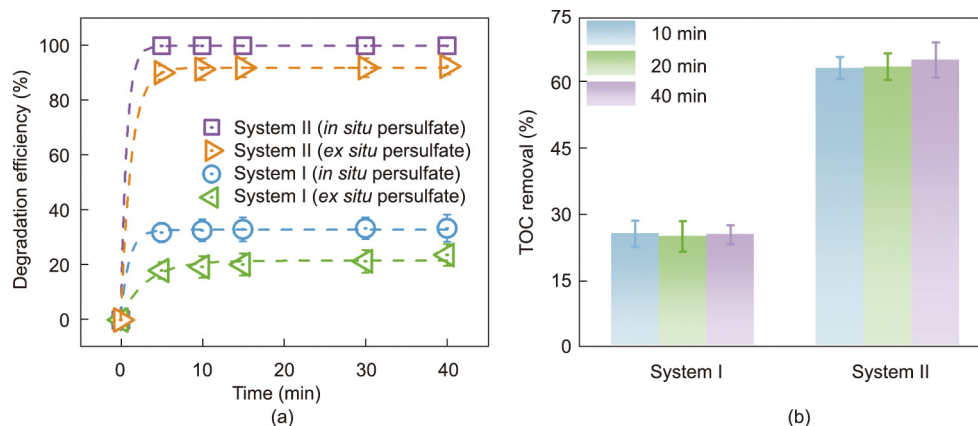 100
80
60
40
20
0
Degradation efficiency (%)
System II (in situ persulfate)
System II (ex situ persulfate)
System I (in situ persulfate)
System I (ex situ persulfate)
0 10 20 30 40
Time (min)
(a)
75
60
45
30
15
0
TOC removal (%)
10 min
20 min
40 min
System I System II
(b)